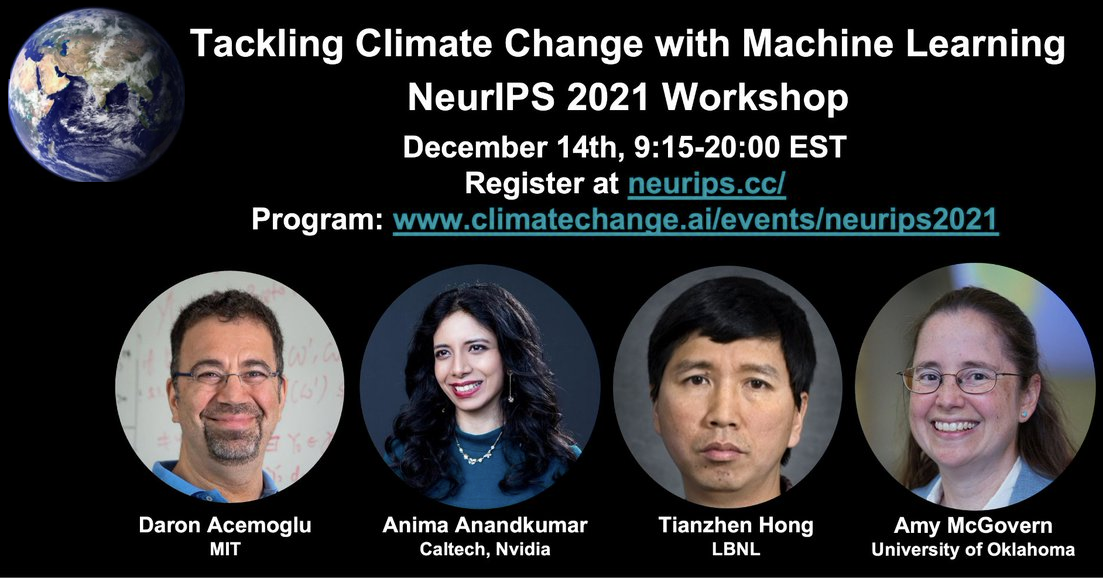 Tackling Climate Change with Machine Learning
NeurIPS 2021 Workshop
December 14th, 9:15-20:00 EST
Register at neurips.cc/
Program: www.climatechange.ai/events/neurips2021
Daron Acemoglu
MIT
Anima Anandkumar
Caltech, Nvidia
Tianzhen Hong
LBNL
Amy McGovern
University of Oklahoma